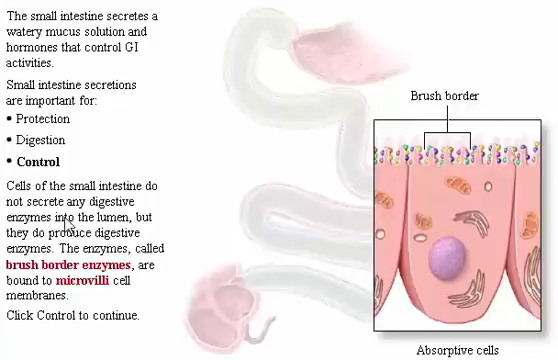 The small intestine secretes a
watery mucus solution and
hormones that control GI
activities.
Small intestine secretions
are important for:
• Protection
• Digestion
• Control
Cells of the small intestine do
not secrete any digestive
enzymes into the lumen, but
they do produce digestive
enzymes. The enzymes, called
brush border enzymes, are
bound to microvilli cell
membranes.
Click Control to continue.
Brush border
Absorptive cells